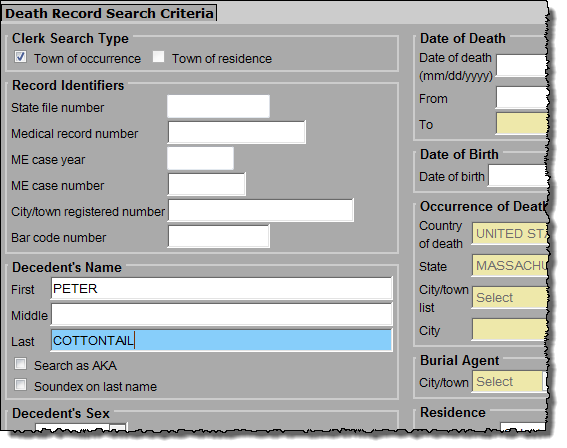 Death Record Search Criteria
Clerk Search Type
Town of occurrence Town of residence
Record Identifiers
State file number
Medical record number
ME case year
ME case number
City/town registered number
Bar code number
Decedent's Name
First PETER
Middle
Last COTTONTAIL
Search as AKA
Soundex on last name
Decedent's Sex
Date of Death
Date of death
(mm/dd/yyyy)
From
To
Date of Birth
Date of birth
Occurrence of Death
Country
of death UNITED STA
State MASSACHU
City/town
list Select
City
Burial Agent
City/town Select
Residence